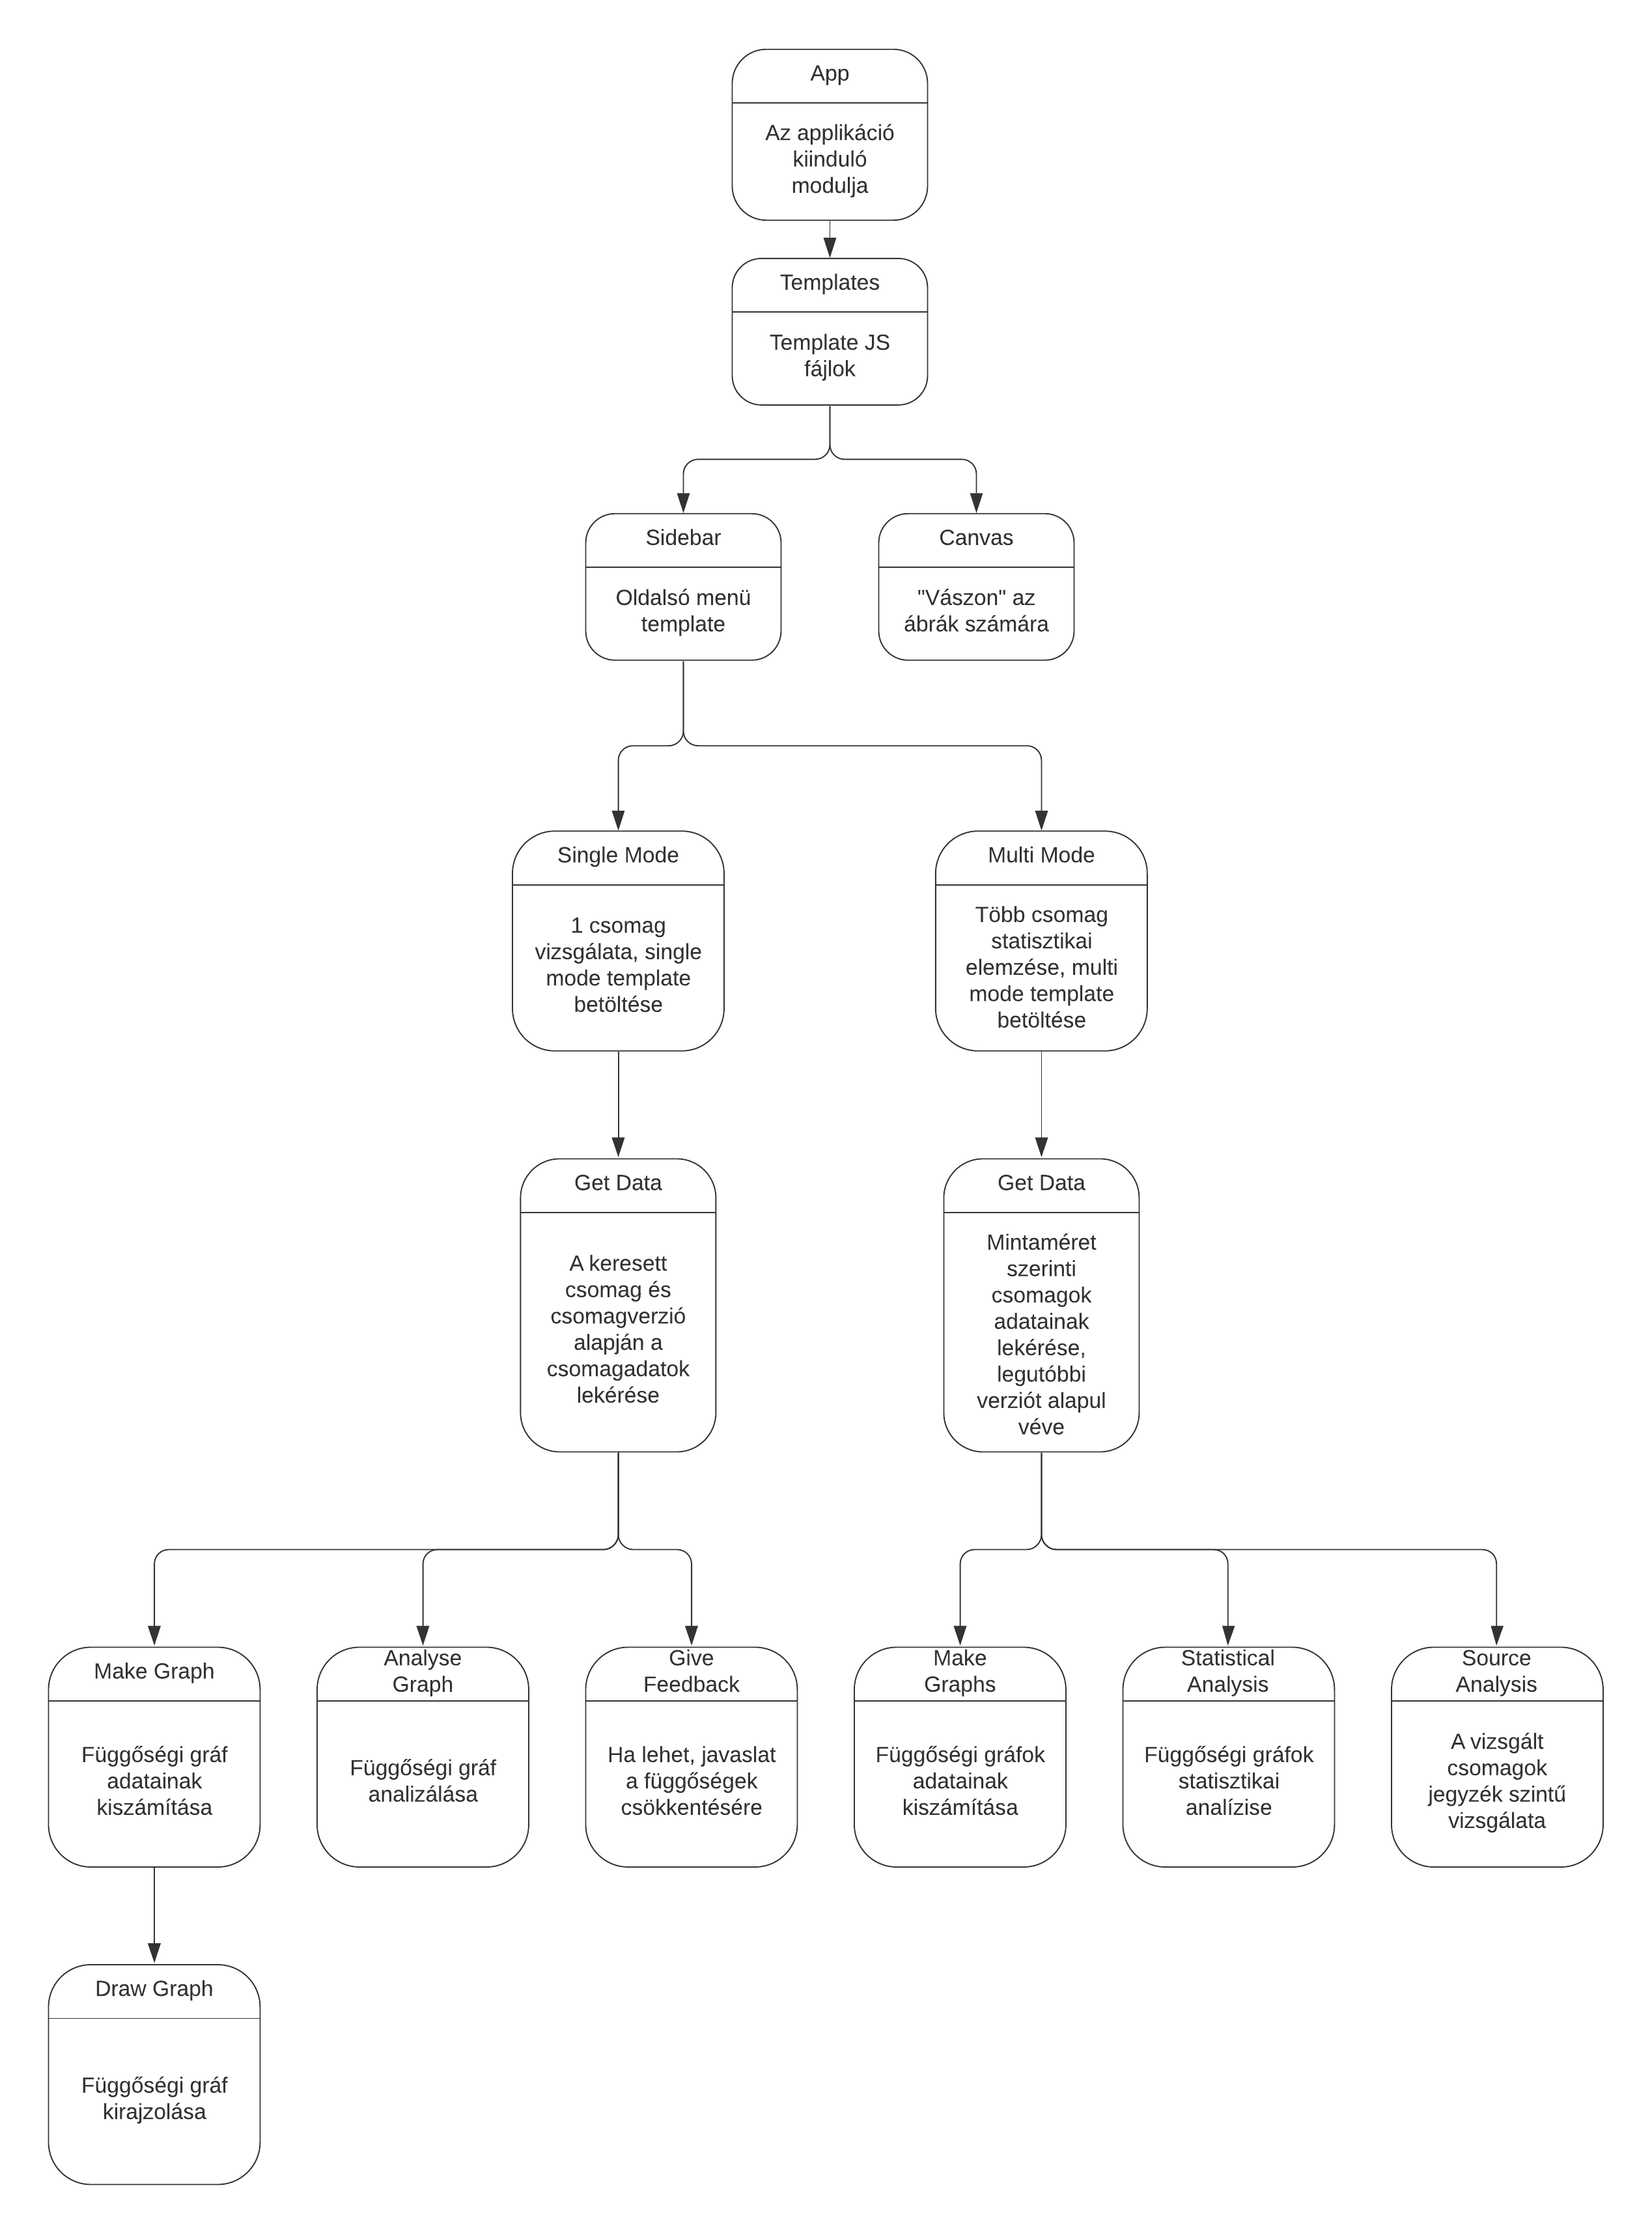 App
Az applikáció
kiinduló
modulja
Templates
Template JS
fájlok
Sidebar
Oldalsó menü
template
Canvas
"Vászon" az
ábrák számára
Single Mode
1 csomag
vizsgálata, single
mode template
betöltése
Multi Mode
Több csomag
statisztikai
elemzése, multi
mode template
betöltése
Get Data
A keresett
csomag és
csomagverzió
alapján a
csomagadatok
lekérése
Get Data
Mintaméret
szerinti
csomagok
adatainak
lekérése,
legutóbbi
verziót alapul
véve
Make Graph
Függőségi gráf
adatainak
kiszámítása
Analyse
Graph
Függőségi gráf
analizálása
Give
Feedback
Ha lehet, javaslat
a függőségek
csökkentésére
Make
Graphs
Függőségi gráfok
adatainak
kiszámítása
Statistical
Analysis
Függőségi gráfok
statisztikai
analízise
Source
Analysis
A vizsgált
csomagok
jegyzék szintű
vizsgálata
Draw Graph
Függőségi gráf
kirajzolása